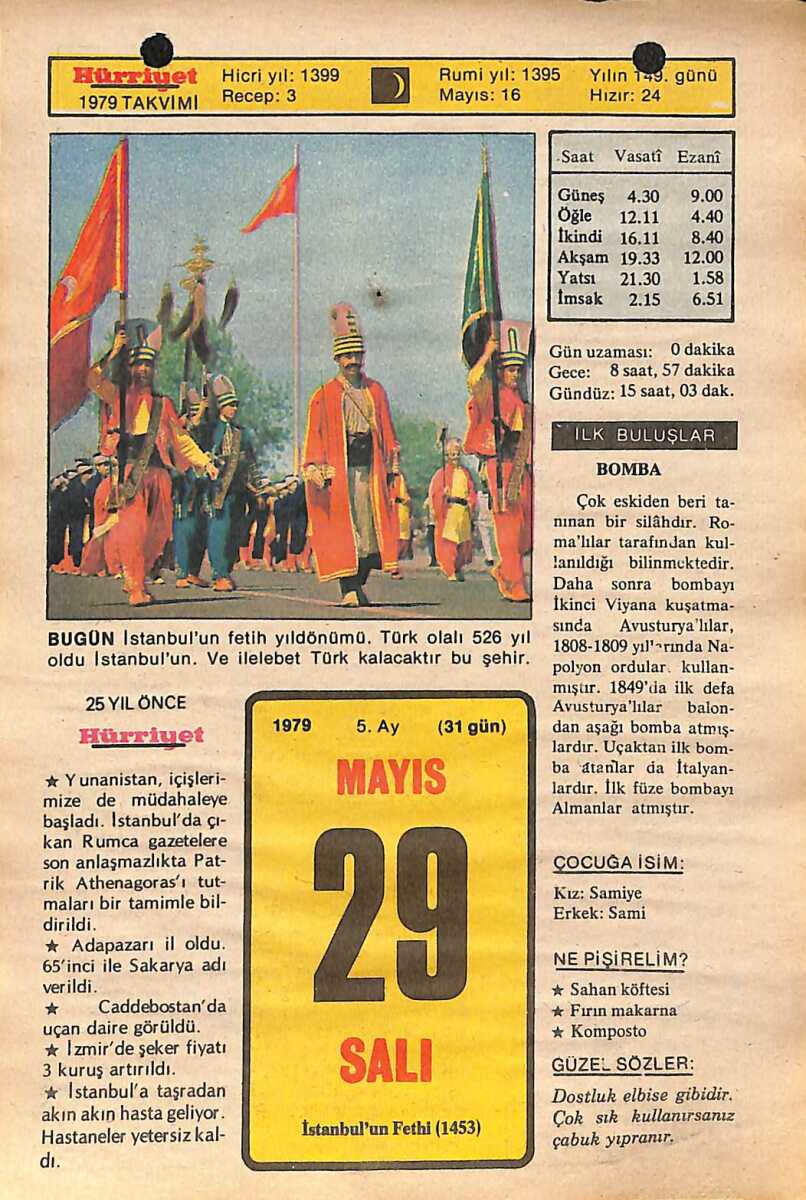 Hürriyet
1979 TAKVİMİ
Hicri yıl: 1399
Recep: 3
Rumi yıl: 1395
Mayıs: 16
Yılın 149. günü
Hızır: 24
Saat Vasatî Ezanî
Güneş 4.30 9.00
Öğle 12.11 4.40
İkindi 16.11 8.40
Akşam 19.33 12.00
Yatsı 21.30 1.58
İmsak 2.15 6.51
Gün uzaması: 0 dakika
Gece: 8 saat, 57 dakika
Gündüz: 15 saat, 03 dak.
BUGÜN İstanbul'un fetih yıldönümü. Türk olalı 526 yıl
oldu İstanbul'un. Ve ilelebet Türk kalacaktır bu şehir.
İLK BULUŞLAR
BOMBA
Çok eskiden beri ta-
nınan bir silâhdır. Ro-
ma'lılar tarafından kul-
lanıldığı bilinmektedir.
Daha sonra bombayı
İkinci Viyana kuşatma-
sında Avusturya'lılar,
1808-1809 yıl'arında Na-
polyon ordular. kullan-
mıştır. 1849'da ilk defa
Avusturya'lılar balon-
dan aşağı bomba atmış-
lardır. Uçaktan ilk bom-
ba atanlar da İtalyan-
lardır. İlk füze bombayı
Almanlar atmıştır.
25 YIL ÖNCE
Hürriyet
★ Yunanistan, içişleri-
mize de müdahaleye
başladı. İstanbul'da çı-
kan Rumca gazetelere
son anlaşmazlıkta Pat-
rik Athenagoras'ı tut-
maları bir tamimle bil-
dirildi.
★ Adapazarı il oldu.
65'inci ile Sakarya adı
verildi.
★ Caddebostan'da
uçan daire görüldü.
★ İzmir'de şeker fiyatı
3 kuruş artırıldı.
★ İstanbul'a taşradan
akın akın hasta geliyor.
Hastaneler yetersiz kal-
dı.
1979 5. Ay (31 gün)
MAYIS
29
SALI
İstanbul'un Fethi (1453)
ÇOCUĞA İSİM:
Kız: Samiye
Erkek: Sami
NE PİŞİRELİM?
★ Sahan köftesi
★ Fırın makarna
★ Komposto
GÜZEL SÖZLER:
Dostluk elbise gibidir.
Çok sık kullanırsanız
çabuk yıpranır.